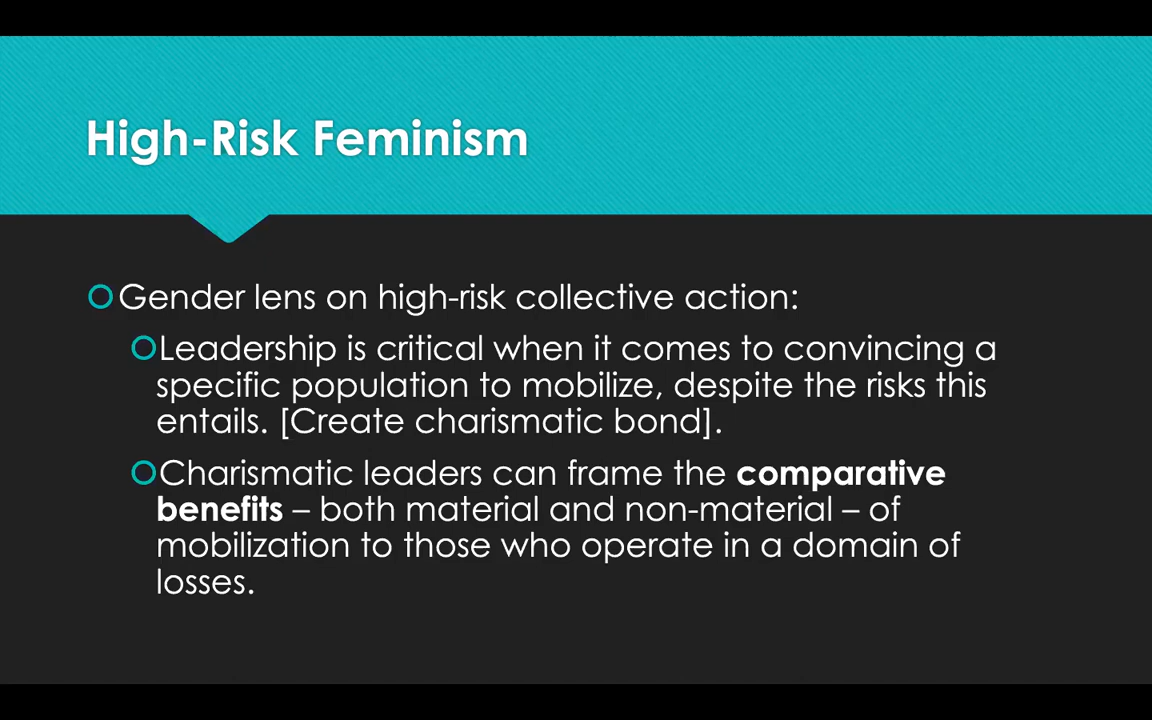 High-Risk Feminism
Gender lens on high-risk collective action:
Leadership is critical when it comes to convincing a
specific population to mobilize, despite the risks this
entails. [Create charismatic bond].
Charismatic leaders can frame the comparative
benefits – both material and non-material – of
mobilization to those who operate in a domain of
losses.